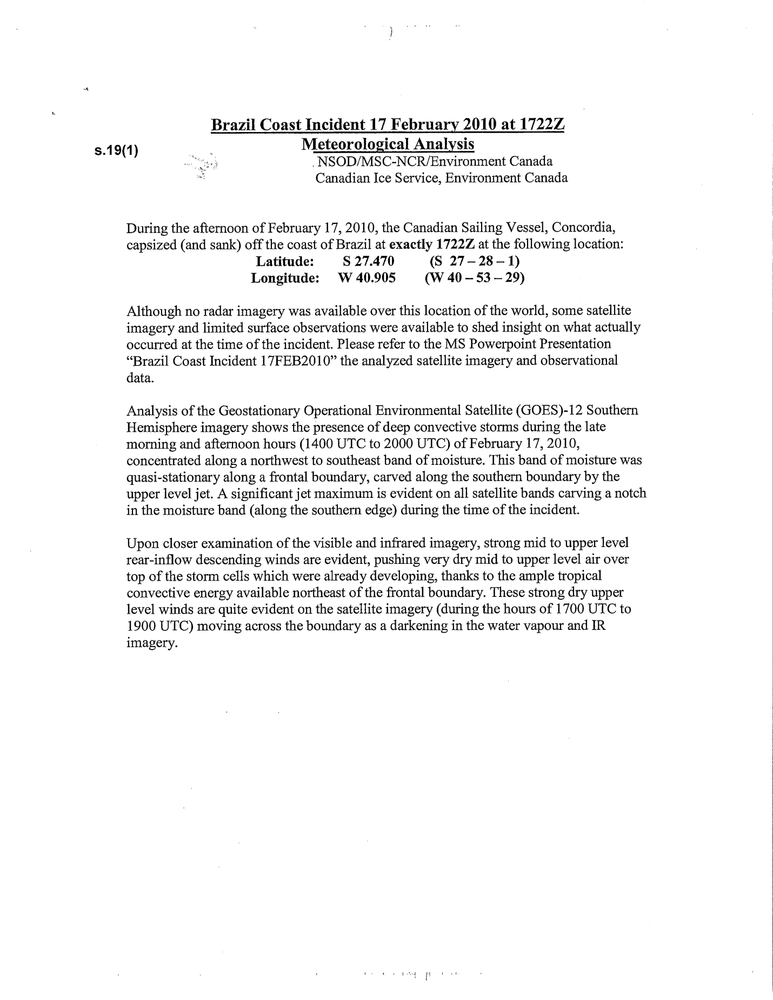 Brazil Coast Incident 17 February 2010 at 1722Z
Meteorological Analysis
s.19(1)
NSOD/MSC-NCR/Environment Canada
Canadian Ice Service, Environment Canada
During the afternoon of February 17, 2010, the Canadian Sailing Vessel, Concordia,
capsized (and sank) off the coast of Brazil at exactly 1722Z at the following location:
Latitude: S 27.470 (S 27 – 28 – 1)
Longitude: W 40.905 (W 40 – 53 – 29)
Although no radar imagery was available over this location of the world, some satellite
imagery and limited surface observations were available to shed insight on what actually
occurred at the time of the incident. Please refer to the MS Powerpoint Presentation
“Brazil Coast Incident 17FEB2010” the analyzed satellite imagery and observational
data.
Analysis of the Geostationary Operational Environmental Satellite (GOES)-12 Southern
Hemisphere imagery shows the presence of deep convective storms during the late
morning and afternoon hours (1400 UTC to 2000 UTC) of February 17, 2010,
concentrated along a northwest to southeast band of moisture. This band of moisture was
quasi-stationary along a frontal boundary, carved along the southern boundary by the
upper level jet. A significant jet maximum is evident on all satellite bands carving a notch
in the moisture band (along the southern edge) during the time of the incident.
Upon closer examination of the visible and infrared imagery, strong mid to upper level
rear-inflow descending winds are evident, pushing very dry mid to upper level air over
top of the storm cells which were already developing, thanks to the ample tropical
convective energy available northeast of the frontal boundary. These strong dry upper
level winds are quite evident on the satellite imagery (during the hours of 1700 UTC to
1900 UTC) moving across the boundary as a darkening in the water vapour and IR
imagery.